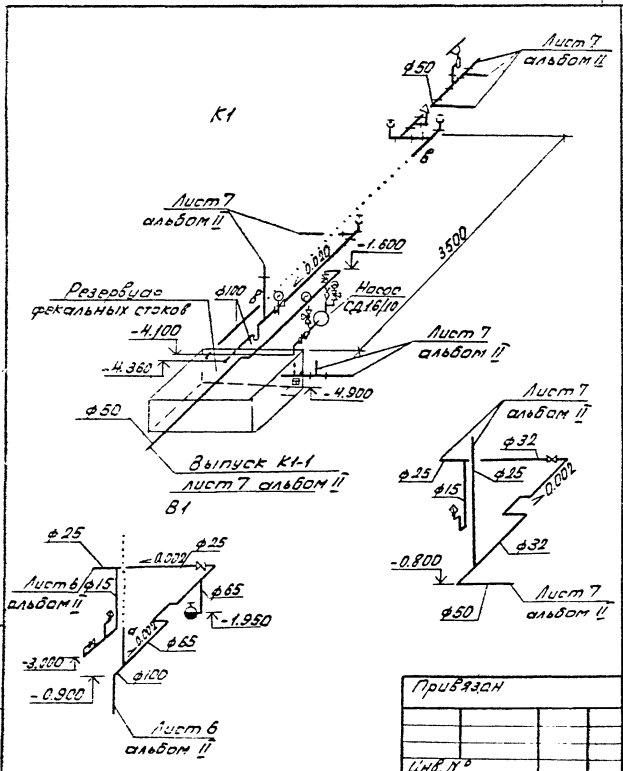 К1
Лист 7
альбом II
ф50
Б
3500
Лист 7
альбом II
0.020
-1.600
Насос
СД16/10
Резервуар
фекальных стоков
ф100
-4.100
-4.360
Лист 7
альбом II
-4.900
ф50
Выпуск К1-1
лист 7 альбом II
Лист 7
альбом II
ф32
ф25
ф25
ф15
0.002
ф32
-0.800
ф50
Лист 7
альбом II
В1
ф25
0.002
ф25
Лист 6
альбом II
ф15
ф65
-1.950
а
0.002
ф65
-3.000
ф100
-0.900
Лист 6
альбом II
Привязан
Инв. №